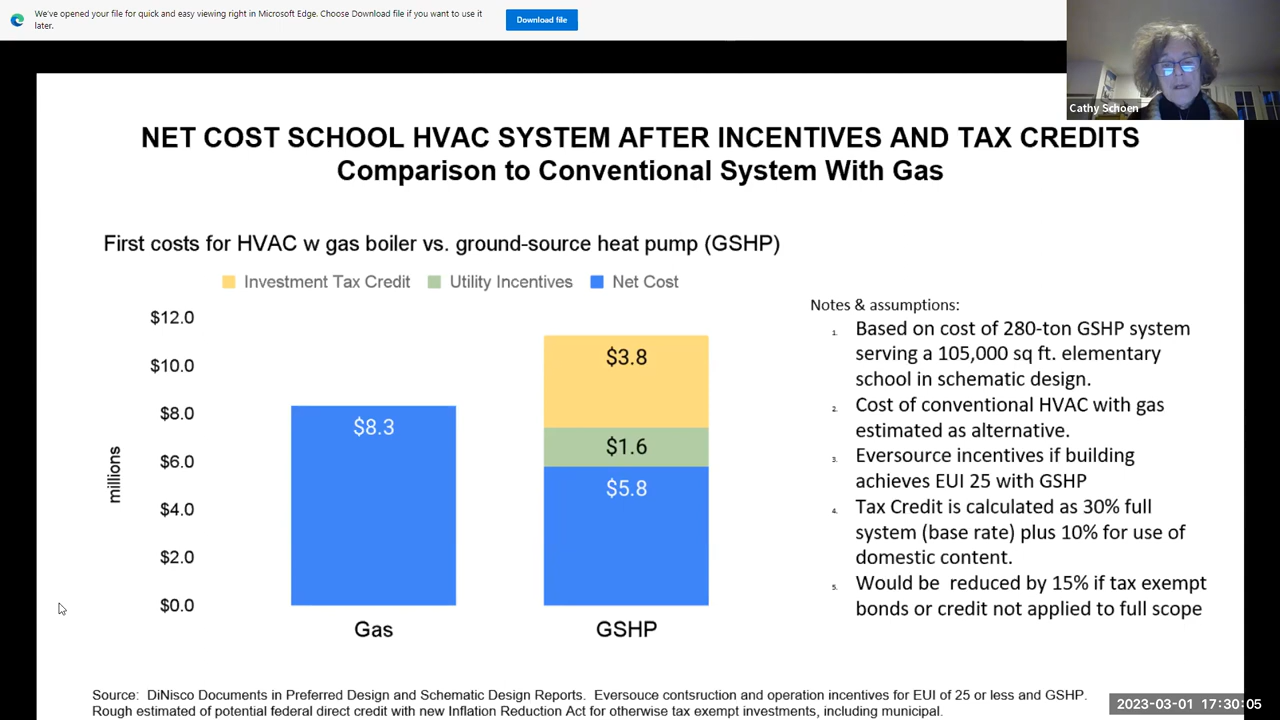 We've opened your file for quick and easy viewing right in Microsoft Edge. Choose Download file if you want to use it
later.
Download file
Cathy Schoen
NET COST SCHOOL HVAC SYSTEM AFTER INCENTIVES AND TAX CREDITS
Comparison to Conventional System With Gas
First costs for HVAC w gas boiler vs. ground-source heat pump (GSHP)
Investment Tax Credit Utility Incentives Net Cost
millions
$12.0
$10.0
$8.0
$6.0
$4.0
$2.0
$0.0
$8.3
$3.8
$1.6
$5.8
Gas GSHP
Notes & assumptions:
1. Based on cost of 280-ton GSHP system
serving a 105,000 sq ft. elementary
school in schematic design.
2. Cost of conventional HVAC with gas
estimated as alternative.
3. Eversource incentives if building
achieves EUI 25 with GSHP
4. Tax Credit is calculated as 30% full
system (base rate) plus 10% for use of
domestic content.
5. Would be reduced by 15% if tax exempt
bonds or credit not applied to full scope
Source: DiNisco Documents in Preferred Design and Schematic Design Reports. Eversouce contsruction and operation incentives for EUI of 25 or less and GSHP.
Rough estimated of potential federal direct credit with new Inflation Reduction Act for otherwise tax exempt investments, including municipal.
2023-03-01 17:30:05